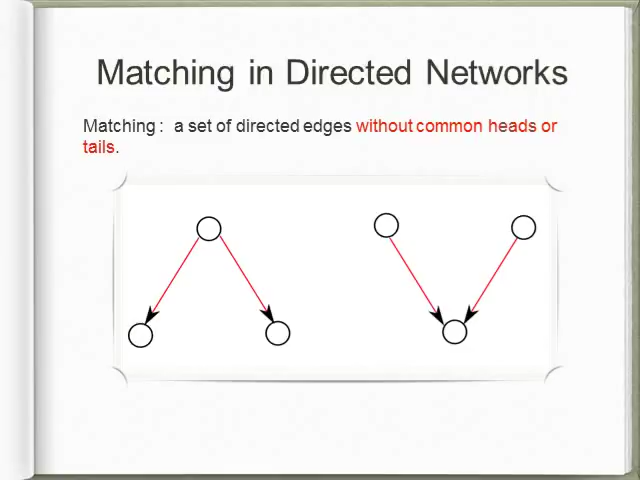 Matching in Directed Networks
Matching : a set of directed edges without common heads or
tails.